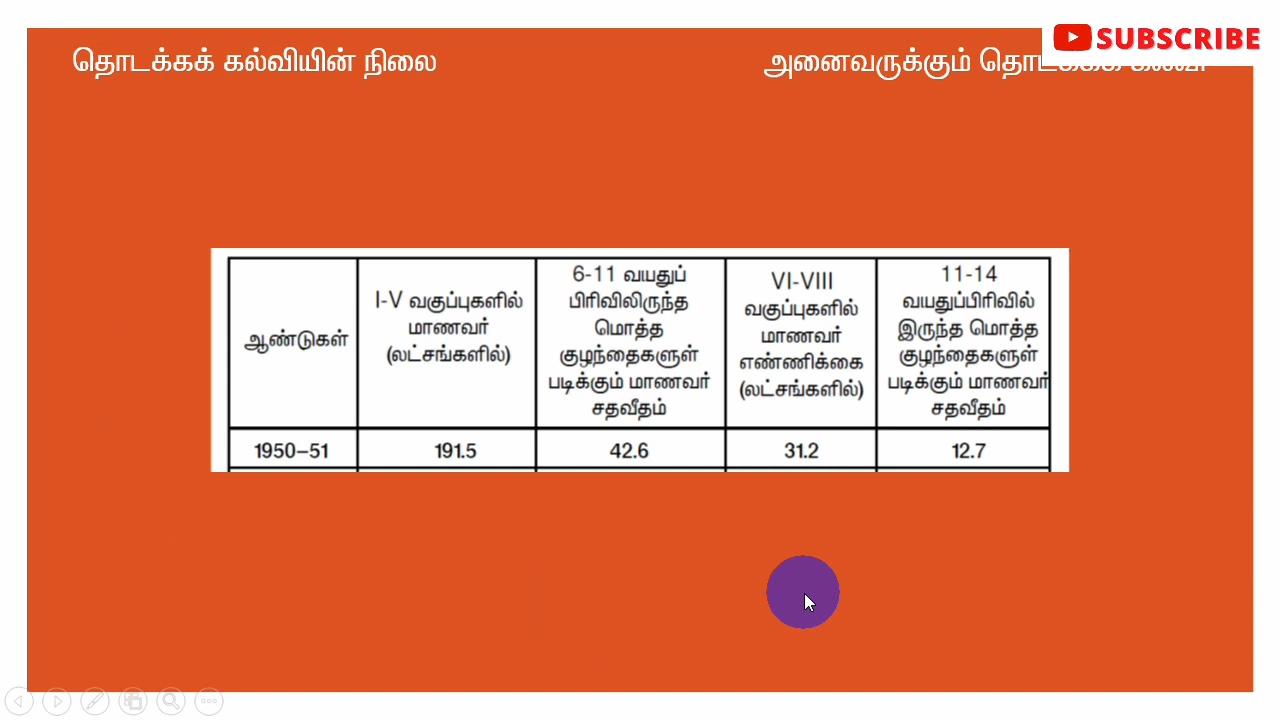 தொடக்கக் கல்வியின் நிலை
அனைவருக்கும்
SUBSCRIBE
ஆண்டுகள்
I-V வகுப்புகளில்
மாணவர்
(லட்சங்களில்)
6-11 வயதுப்
பிரிவிலிருந்த
மொத்த
குழந்தைகளுள்
படிக்கும் மாணவர்
சதவீதம்
VI-VIII
வகுப்புகளில்
மாணவர்
எண்ணிக்கை
(லட்சங்களில்)
11-14
வயதுப்பிரிவில்
இருந்த மொத்த
குழந்தைகளுள்
படிக்கும் மாணவர்
சதவீதம்
1950–51 191.5 42.6 31.2 12.7